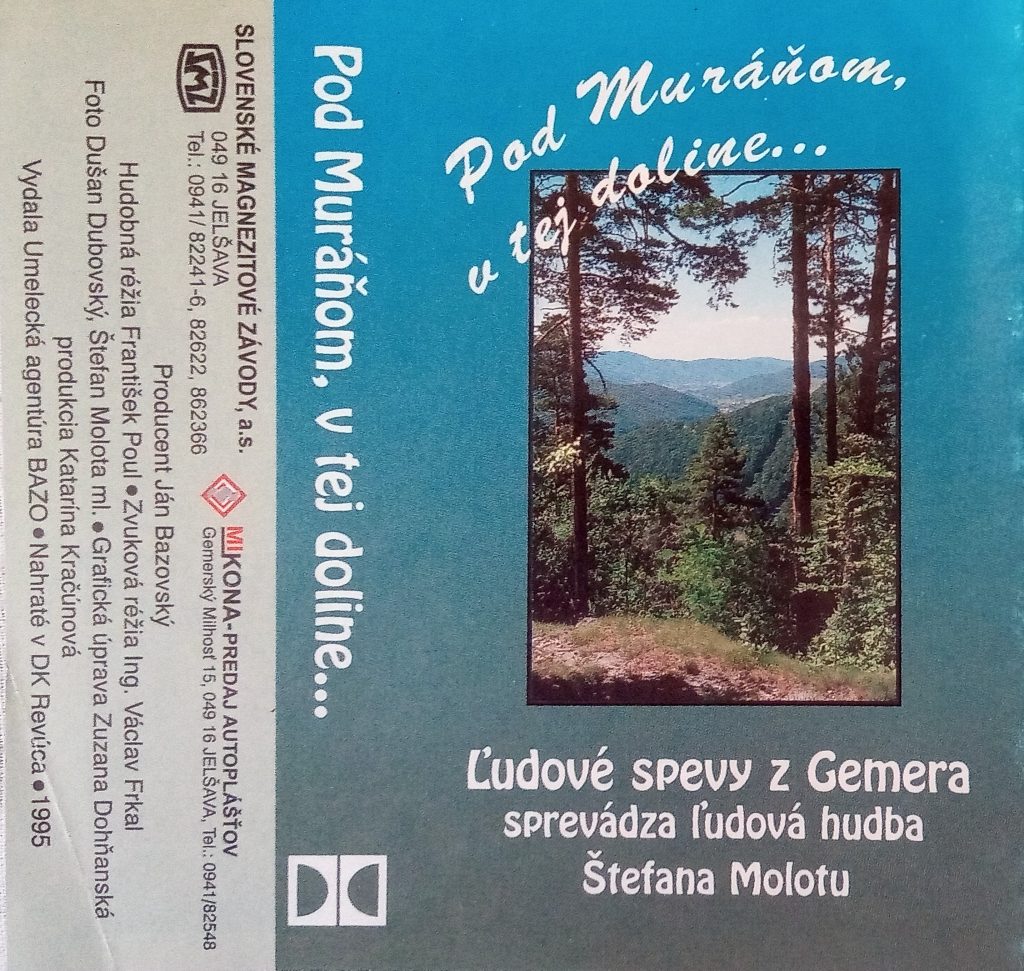 SLOVENSKÉ MAGNEZITOVÉ ZÁVODY, a.s.
SMZ
049 16 JELŠAVA
Tel.: 0941/ 82241-6, 82622, 862366
MIKONA-PREDAJ AUTOPLÁŠŤOV
Gemerský Milhosť 15, 049 16 JELŠAVA, Tel.: 0941/82548
Producent Ján Bazovský
Hudobná réžia František Poul • Zvuková réžia Ing. Václav Frkal
Foto Dušan Dubovský, Štefan Molota ml. • Grafická úprava Zuzana Dohňanská
produkcia Katarína Kračúnová
Vydala Umelecká agentúra BAZO • Nahraté v DK Revúca • 1995
Pod Muráňom, v tej doline...
Pod Muráňom,
v tej doline...
Ľudové spevy z Gemera
sprevádza ľudová hudba
Štefana Molotu